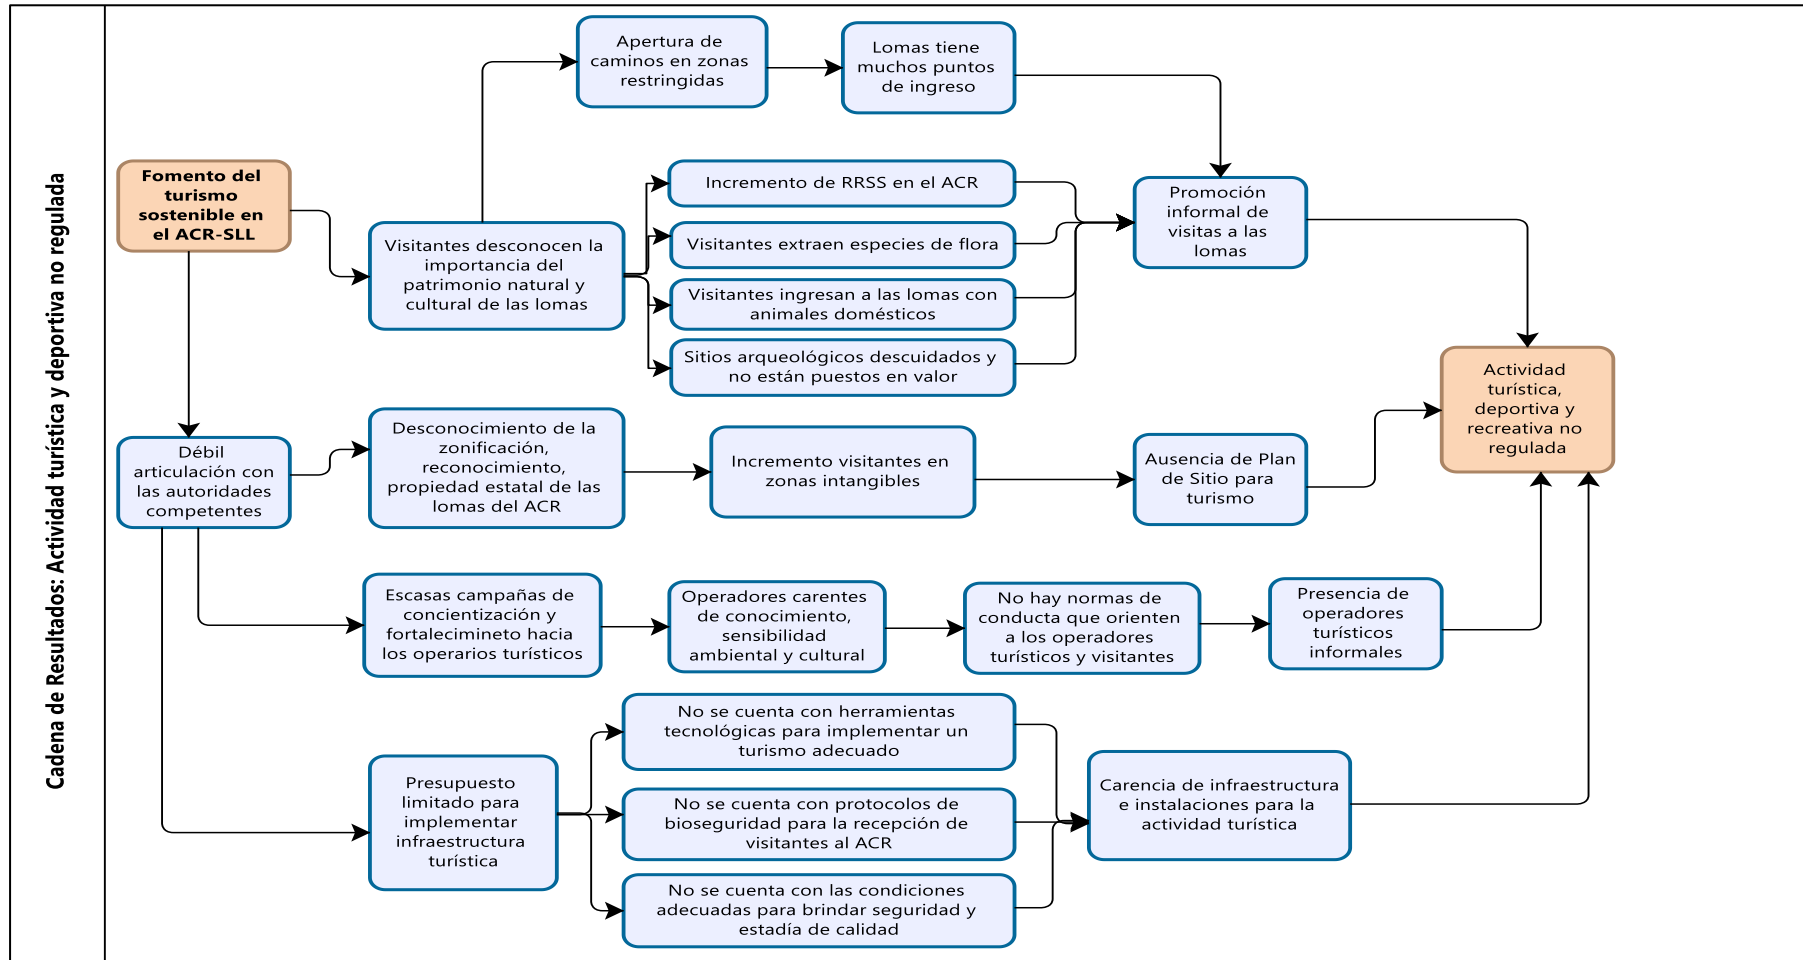 Cadena de Resultados: Actividad turística y deportiva no regulada
Apertura de
caminos en zonas
restringidas
Lomas tiene
muchos puntos
de ingreso
Fomento del
turismo
sostenible en
el ACR-SLL
Visitantes desconocen la
importancia del
patrimonio natural y
cultural de las lomas
Incremento de RRSS en el ACR
Visitantes extraen especies de flora
Visitantes ingresan a las lomas con
animales domésticos
Sitios arqueológicos descuidados y
no están puestos en valor
Promoción
informal de
visitas a las
lomas
Actividad
turística,
deportiva y
recreativa no
regulada
Débil
articulación con
las autoridades
competentes
Desconocimiento de la
zonificación,
reconocimiento,
propiedad estatal de las
lomas del ACR
Incremento visitantes en
zonas intangibles
Ausencia de Plan
de Sitio para
turismo
Escasas campañas de
concientización y
fortalecimineto hacia
los operarios turísticos
Operadores carentes
de conocimiento,
sensibilidad
ambiental y cultural
No hay normas de
conducta que orienten
a los operadores
turísticos y visitantes
Presencia de
operadores
turísticos
informales
Presupuesto
limitado para
implementar
infraestructura
turística
No se cuenta con herramientas
tecnológicas para implementar un
turismo adecuado
No se cuenta con protocolos de
bioseguridad para la recepción de
visitantes al ACR
No se cuenta con las condiciones
adecuadas para brindar seguridad y
estadía de calidad
Carencia de infraestructura
e instalaciones para la
actividad turística